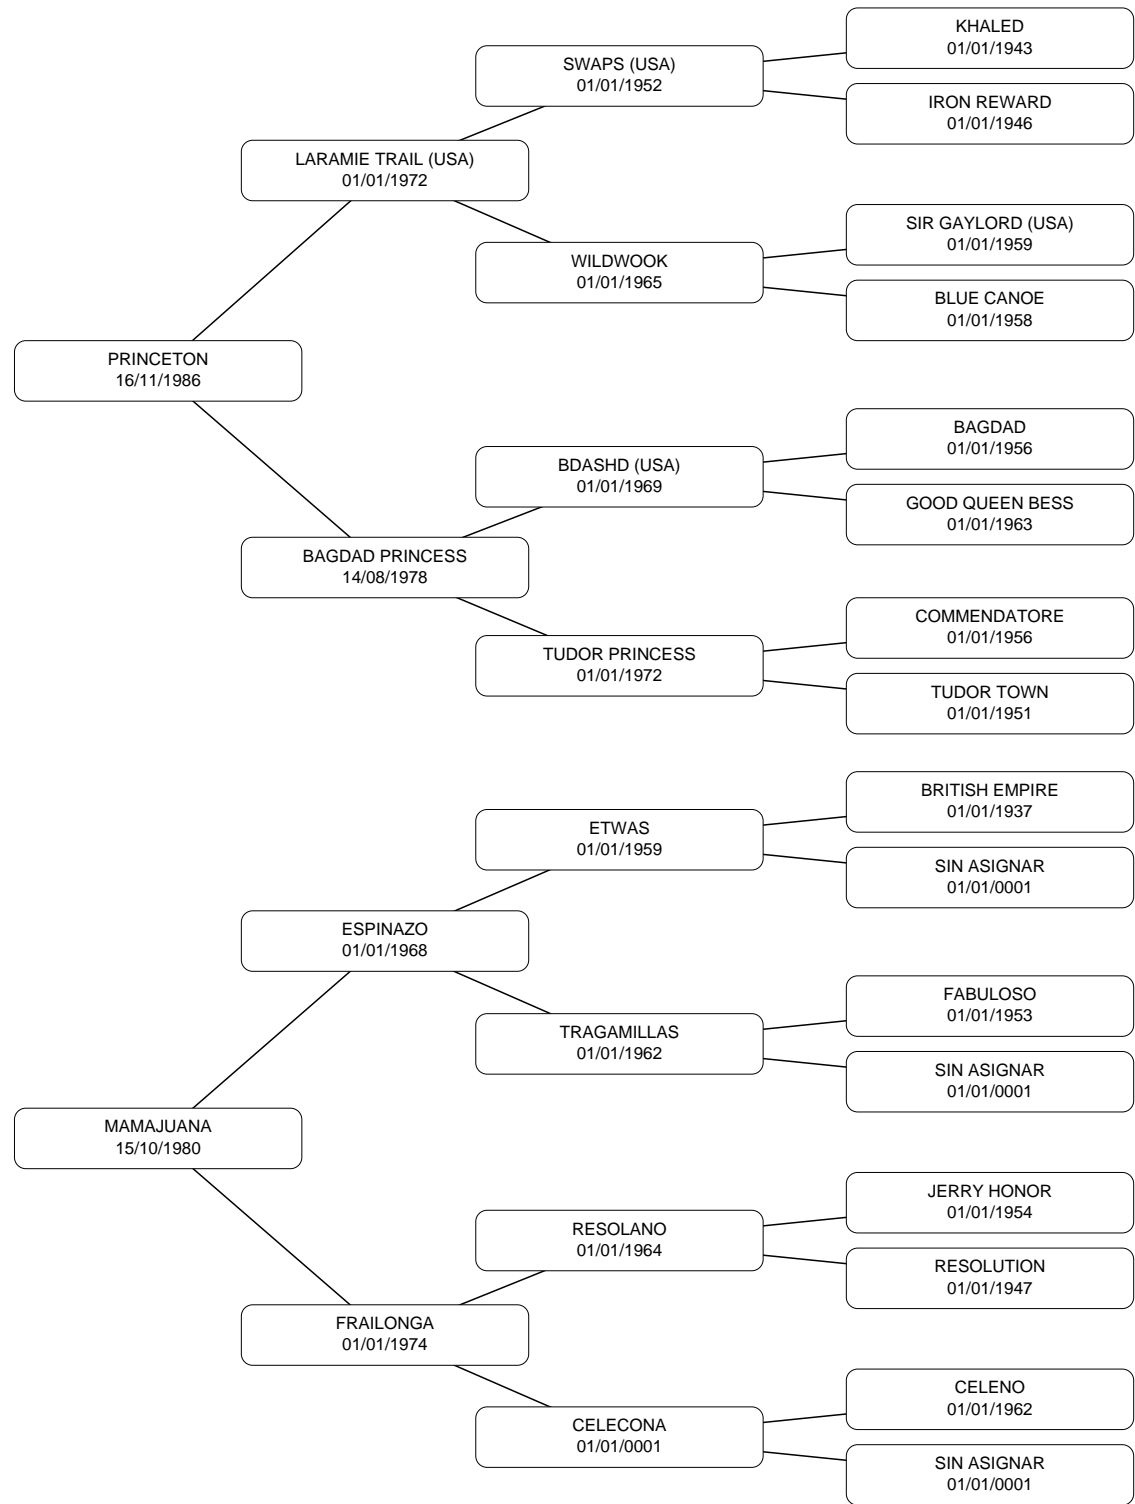 KHALED
01/01/1943
SWAPS (USA)
01/01/1952
IRON REWARD
01/01/1946
LARAMIE TRAIL (USA)
01/01/1972
SIR GAYLORD (USA)
01/01/1959
WILDWOOK
01/01/1965
BLUE CANOE
01/01/1958
PRINCETON
16/11/1986
BAGDAD
01/01/1956
BDASHD (USA)
01/01/1969
GOOD QUEEN BESS
01/01/1963
BAGDAD PRINCESS
14/08/1978
COMMENDATORE
01/01/1956
TUDOR PRINCESS
01/01/1972
TUDOR TOWN
01/01/1951
BRITISH EMPIRE
01/01/1937
ETWAS
01/01/1959
SIN ASIGNAR
01/01/0001
ESPINAZO
01/01/1968
FABULOSO
01/01/1953
TRAGAMILLAS
01/01/1962
SIN ASIGNAR
01/01/0001
MAMAJUANA
15/10/1980
JERRY HONOR
01/01/1954
RESOLANO
01/01/1964
RESOLUTION
01/01/1947
FRAILONGA
01/01/1974
CELENO
01/01/1962
CELECONA
01/01/0001
SIN ASIGNAR
01/01/0001